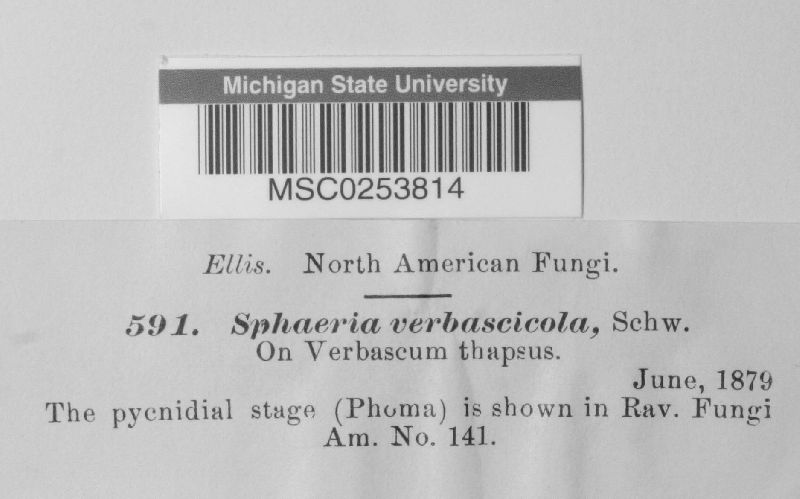 Michigan State University
MSC0253814
Ellis. North American Fungi.
591. Sphaeria verbascicola, Schw.
On Verbascum thapsus.
June, 1879
The pycnidial stage (Phoma) is shown in Rav. Fungi
Am. No. 141.